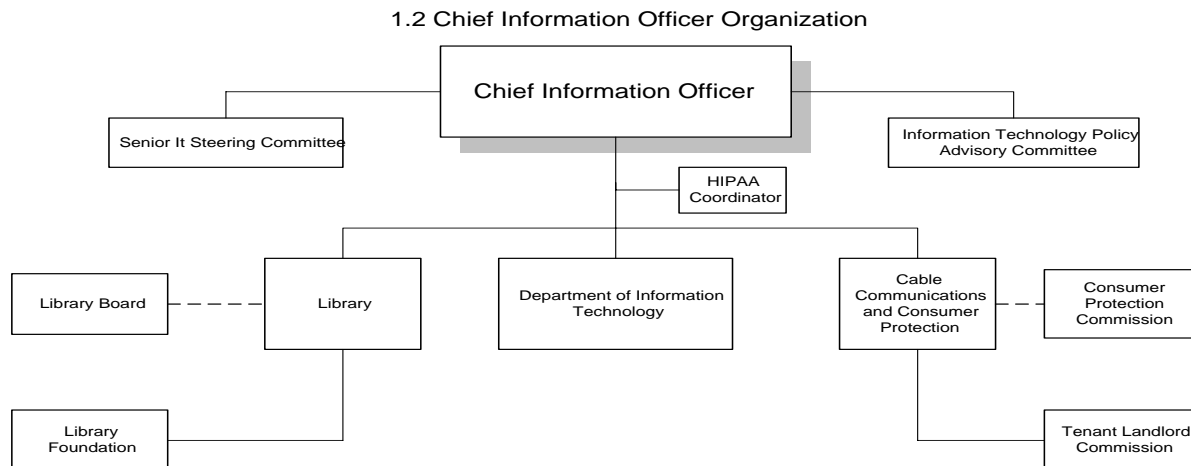 1.2 Chief Information Officer Organization
Chief Information Officer
Senior It Steering Committee
Information Technology Policy
Advisory Committee
HIPAA
Coordinator
Library Board
Library
Department of Information
Technology
Cable
Communications
and Consumer
Protection
Consumer
Protection
Commission
Library
Foundation
Tenant Landlord
Commission